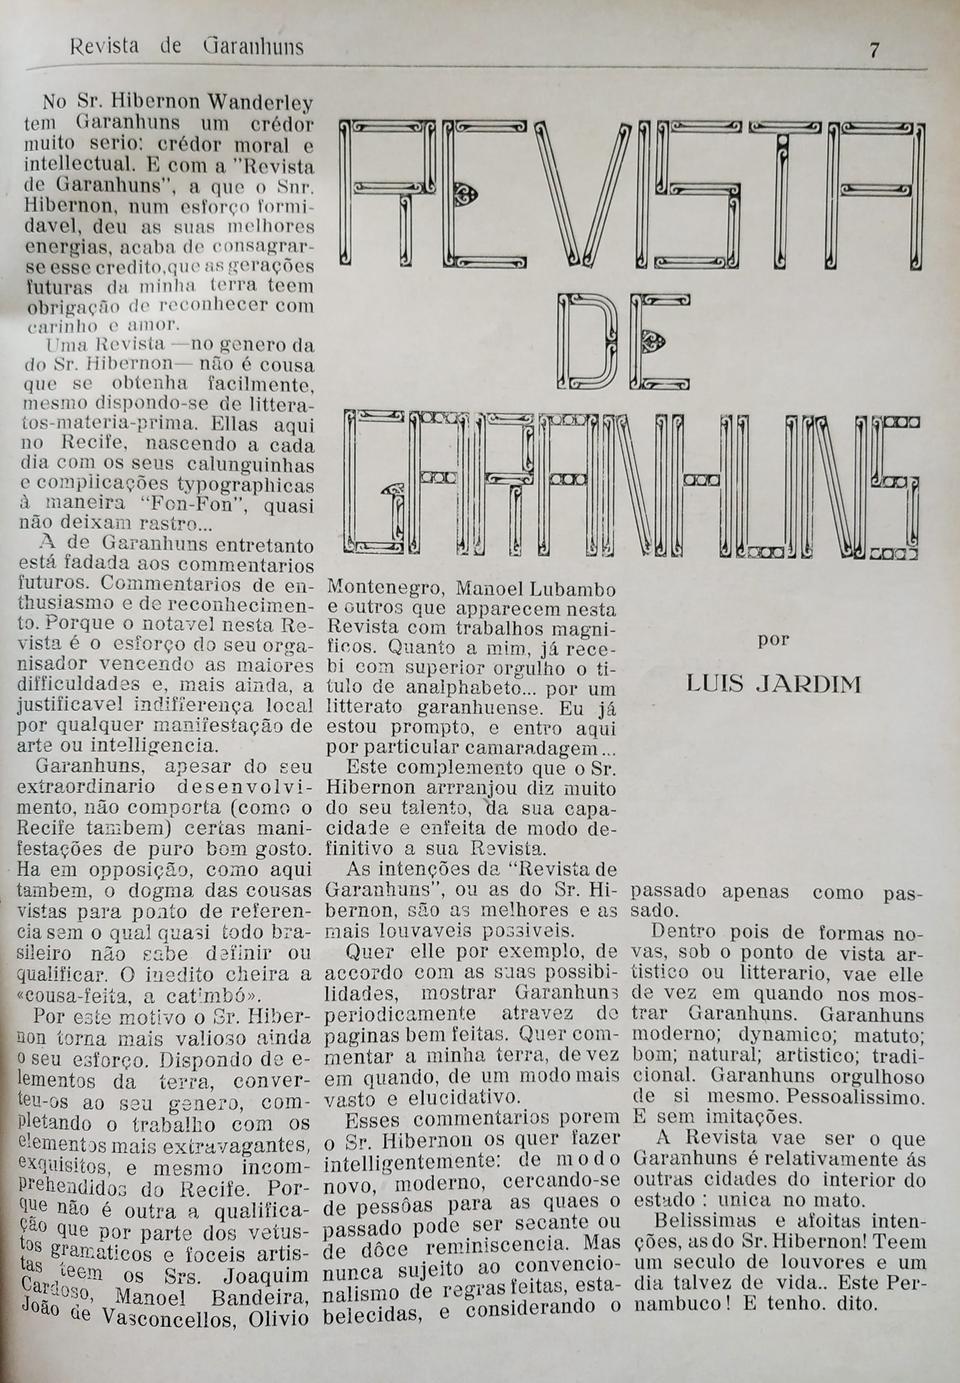 Revista de Garanhuns
7
No Sr. Hibernon Wanderley
tem Garanhuns um crédor
muito serio: crédor moral e
intellectual. E com a "Revista
de Garanhuns", a que o Snr.
Hibernon, num esforço formi-
davel, deu as suas melhores
energias, acaba de consagrar-
se esse credito,que as gerações
futuras da minha terra teem
obrigação de reconhecer com
carinho e amor.
Uma Revista —no genero da
do Sr. Hibernon— não é cousa
que se obtenha facilmente,
mesmo dispondo-se de littera-
tos-materia-prima. Ellas aqui
no Recife, nascendo a cada
dia com os seus calunguinhas
e complicações typographicas
à maneira "Fon-Fon", quasi
não deixam rastro...
A de Garanhuns entretanto
está fadada aos commentarios
futuros. Commentarios de en-
thusiasmo e de reconhecimen-
to. Porque o notavel nesta Re-
vista é o esforço do seu orga-
nisador vencendo as maiores
difficuldades e, mais ainda, a
justificavel indifferença local
por qualquer manifestação de
arte ou intelligencia.
Garanhuns, apesar do seu
extraordinario desenvolvi-
mento, não comporta (como o
Recife tambem) certas mani-
festações de puro bom gosto.
Ha em opposição, como aqui
tambem, o dogma das cousas
vistas para ponto de referen-
cia sem o qual quasi todo bra-
sileiro não sabe definir ou
qualificar. O inedito cheira a
«cousa-feita, a catimbó».
Por este motivo o Sr. Hiber-
non torna mais valioso ainda
o seu esforço. Dispondo de e-
lementos da terra, conver-
teu-os ao seu genero, com-
pletando o trabalho com os
elementos mais extravagantes,
exquisitos, e mesmo incom-
prehendidos do Recife. Por-
que não é outra a qualifica-
ção que por parte dos vetus-
tos gramaticos e foceis artis-
tas teem os Srs. Joaquim
Cardoso, Manoel Bandeira,
João de Vasconcellos, Olivio
REVISTA
DE
GARANHUNS
por
LUIS JARDIM
Montenegro, Manoel Lubambo
e outros que apparecem nesta
Revista com trabalhos magni-
ficos. Quanto a mim, já rece-
bi com superior orgulho o ti-
tulo de analphabeto... por um
litterato garanhuense. Eu já
estou prompto, e entro aqui
por particular camaradagem...
Este complemento que o Sr.
Hibernon arrranjou diz muito
do seu talento, da sua capa-
cidade e enfeita de modo de-
finitivo a sua Revista.
As intenções da "Revista de
Garanhuns", ou as do Sr. Hi-
bernon, são as melhores e as
mais louvaveis possiveis.
Quer elle por exemplo, de
accordo com as suas possibi-
lidades, mostrar Garanhuns
periodicamente atravez de
paginas bem feitas. Quer com-
mentar a minha terra, de vez
em quando, de um modo mais
vasto e elucidativo.
Esses commentarios porem
o Sr. Hibernon os quer fazer
intelligentemente: de modo
novo, moderno, cercando-se
de pessôas para as quaes o
passado pode ser secante ou
de dôce reminiscencia. Mas
nunca sujeito ao convencio-
nalismo de regras feitas, esta-
belecidas, e considerando o
passado apenas como pas-
sado.
Dentro pois de formas no-
vas, sob o ponto de vista ar-
tistico ou litterario, vae elle
de vez em quando nos mos-
trar Garanhuns. Garanhuns
moderno; dynamico; matuto;
bom; natural; artistico; tradi-
cional. Garanhuns orgulhoso
de si mesmo. Pessoalissimo.
E sem imitações.
A Revista vae ser o que
Garanhuns é relativamente ás
outras cidades do interior do
estado : unica no mato.
Belissimas e afoitas inten-
ções, as do Sr. Hibernon! Teem
um seculo de louvores e um
dia talvez de vida.. Este Per-
nambuco! E tenho. dito.